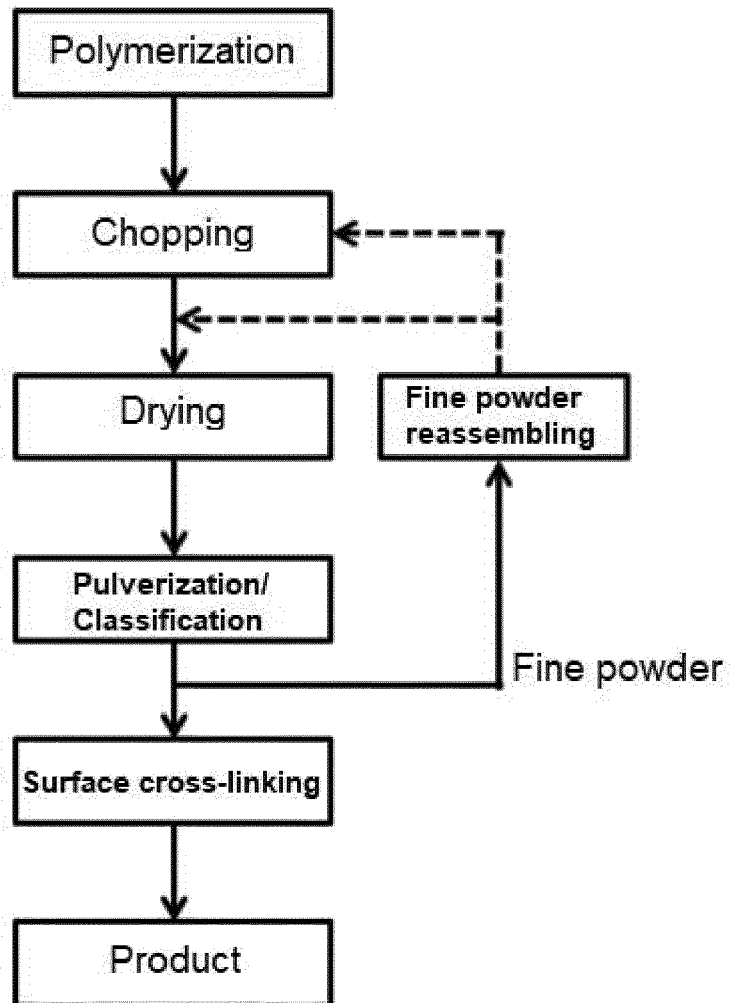 Polymerization
Chopping
Drying
Fine powder
reassembling
Pulverization/
Classification
Fine powder
Surface cross-linking
Product